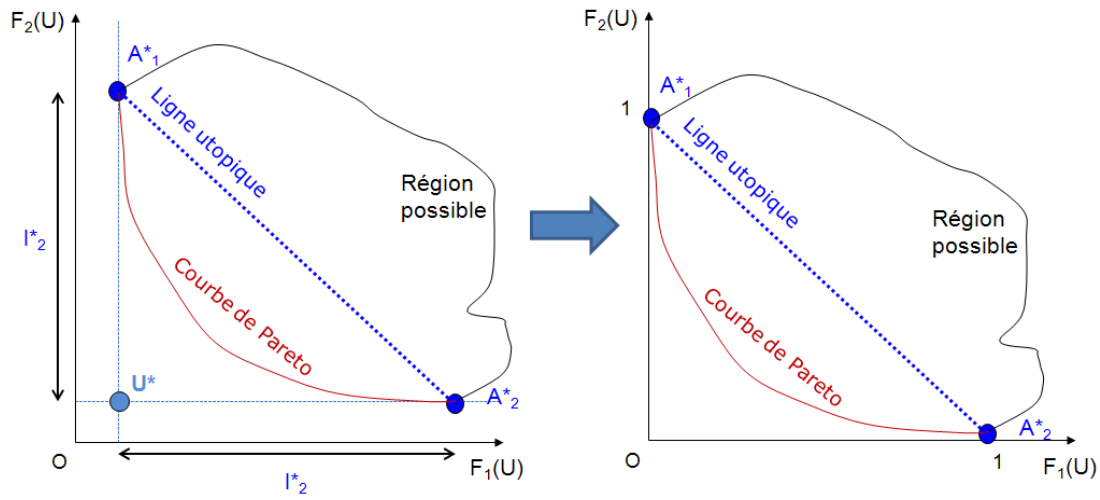 F₂(U)
A*₁
Ligne utopique
Région
possible
I*₂
Courbe de Pareto
U*
A*₂
O
F₁(U)
I*₂
F₂(U)
A*₁
1
Ligne utopique
Région
possible
Courbe de Pareto
A*₂
O
1
F₁(U)